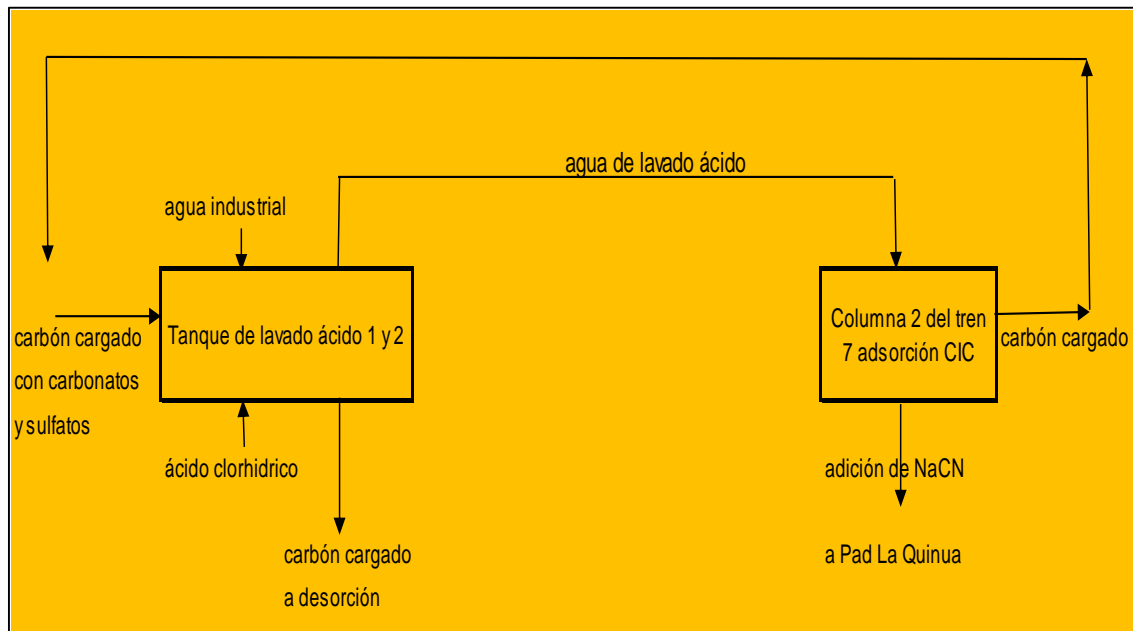 agua de lavado ácido
agua industrial
Tanque de lavado ácido 1 y 2
carbón cargado
con carbonatos
y sulfatos
ácido clorhidrico
carbón cargado
a desorción
Columna 2 del tren
7 adsorción CIC
carbón cargado
adición de NaCN
a Pad La Quinua